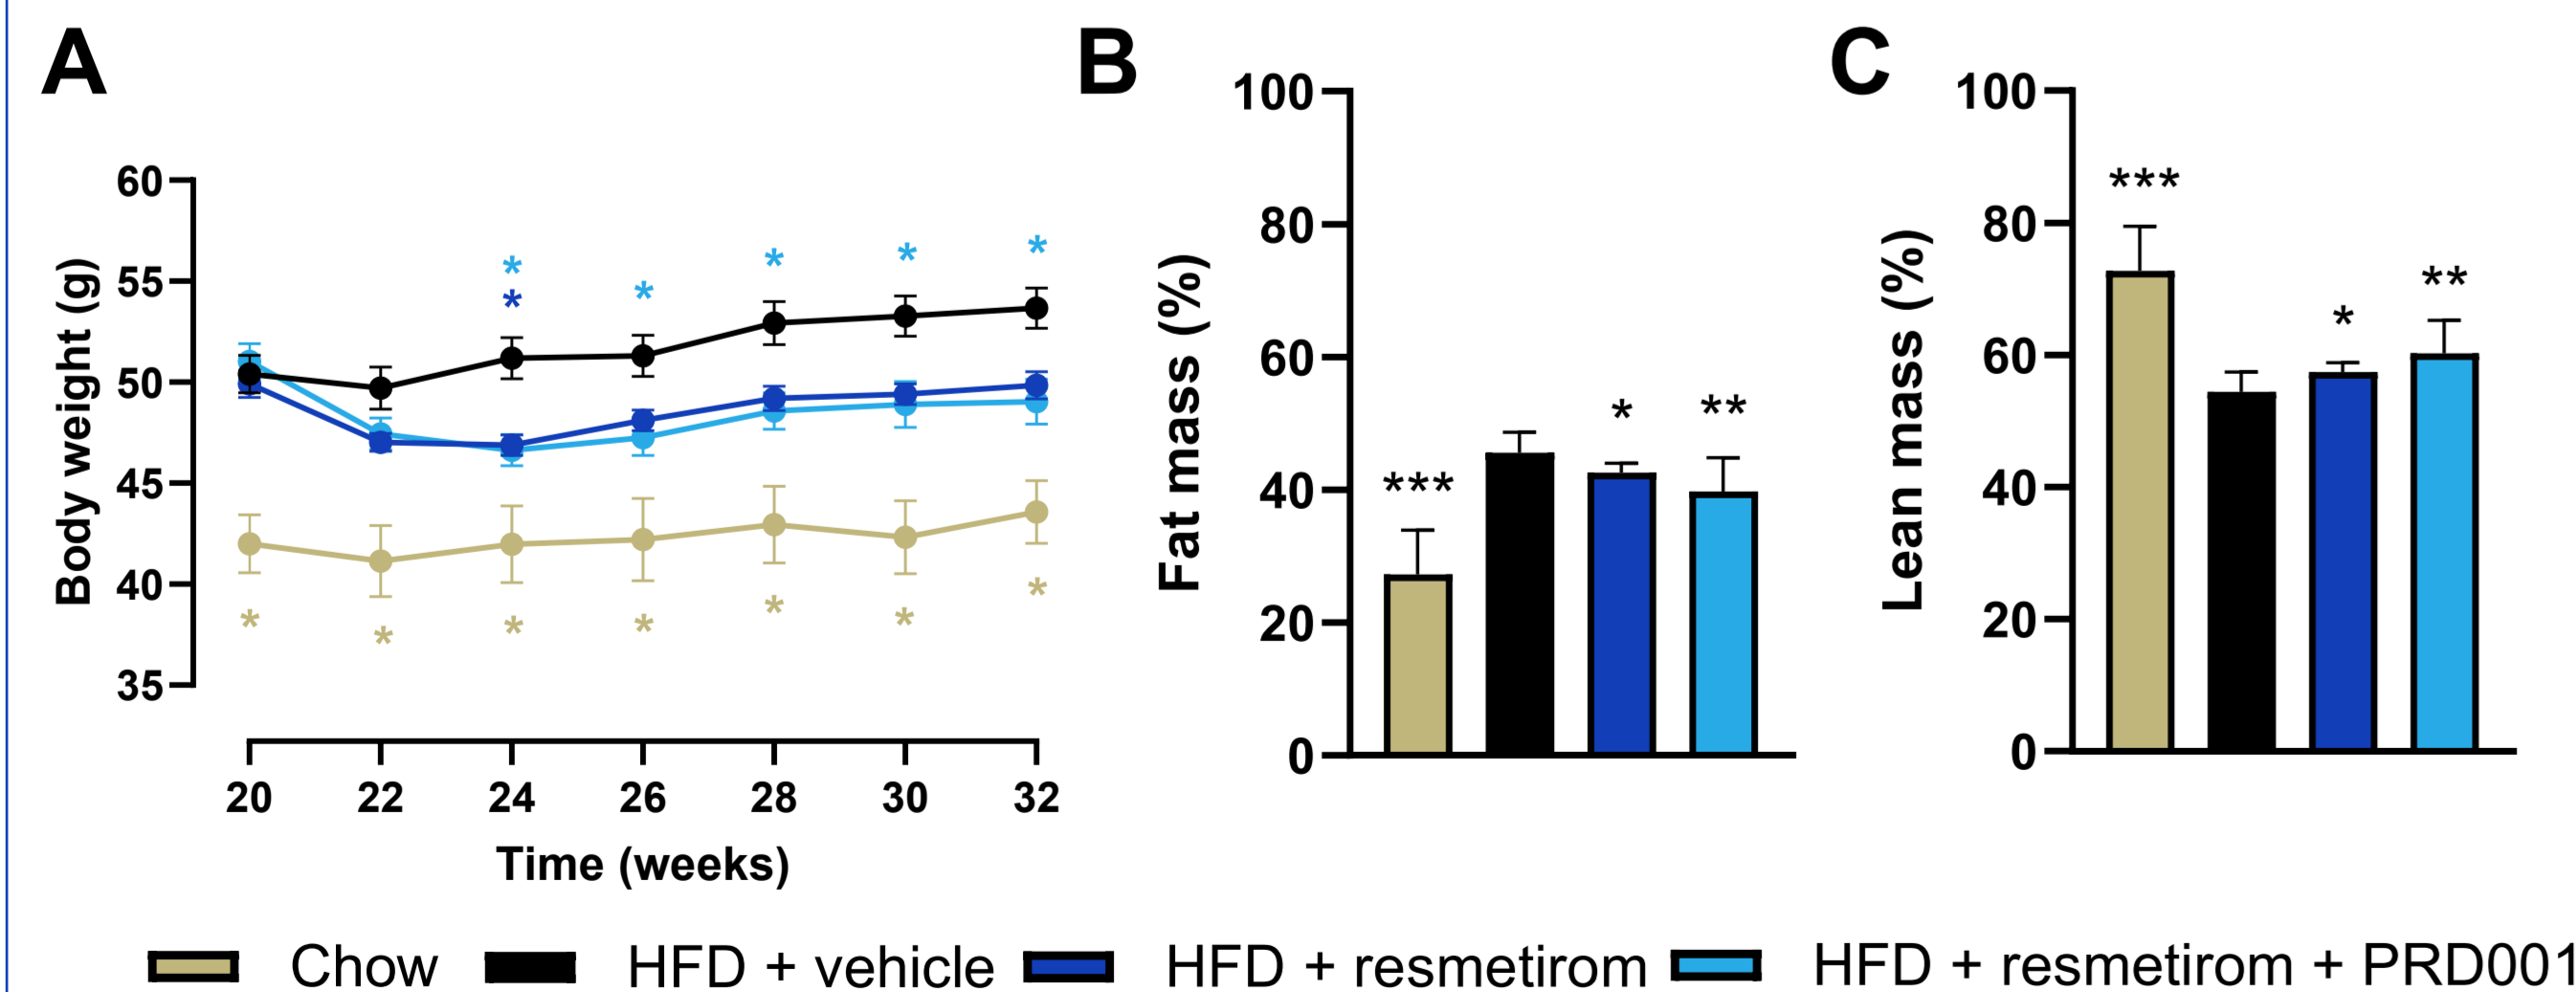 A
Body weight (g)
60
55
50
45
40
35
* * * * *
*
* * * * * * *
20 22 24 26 28 30 32
Time (weeks)
B
Fat mass (%)
100
80
60
40
20
0
*** * **
C
Lean mass (%)
100
80
60
40
20
0
*** * **
Chow HFD + vehicle HFD + resmetirom HFD + resmetirom + PRD001